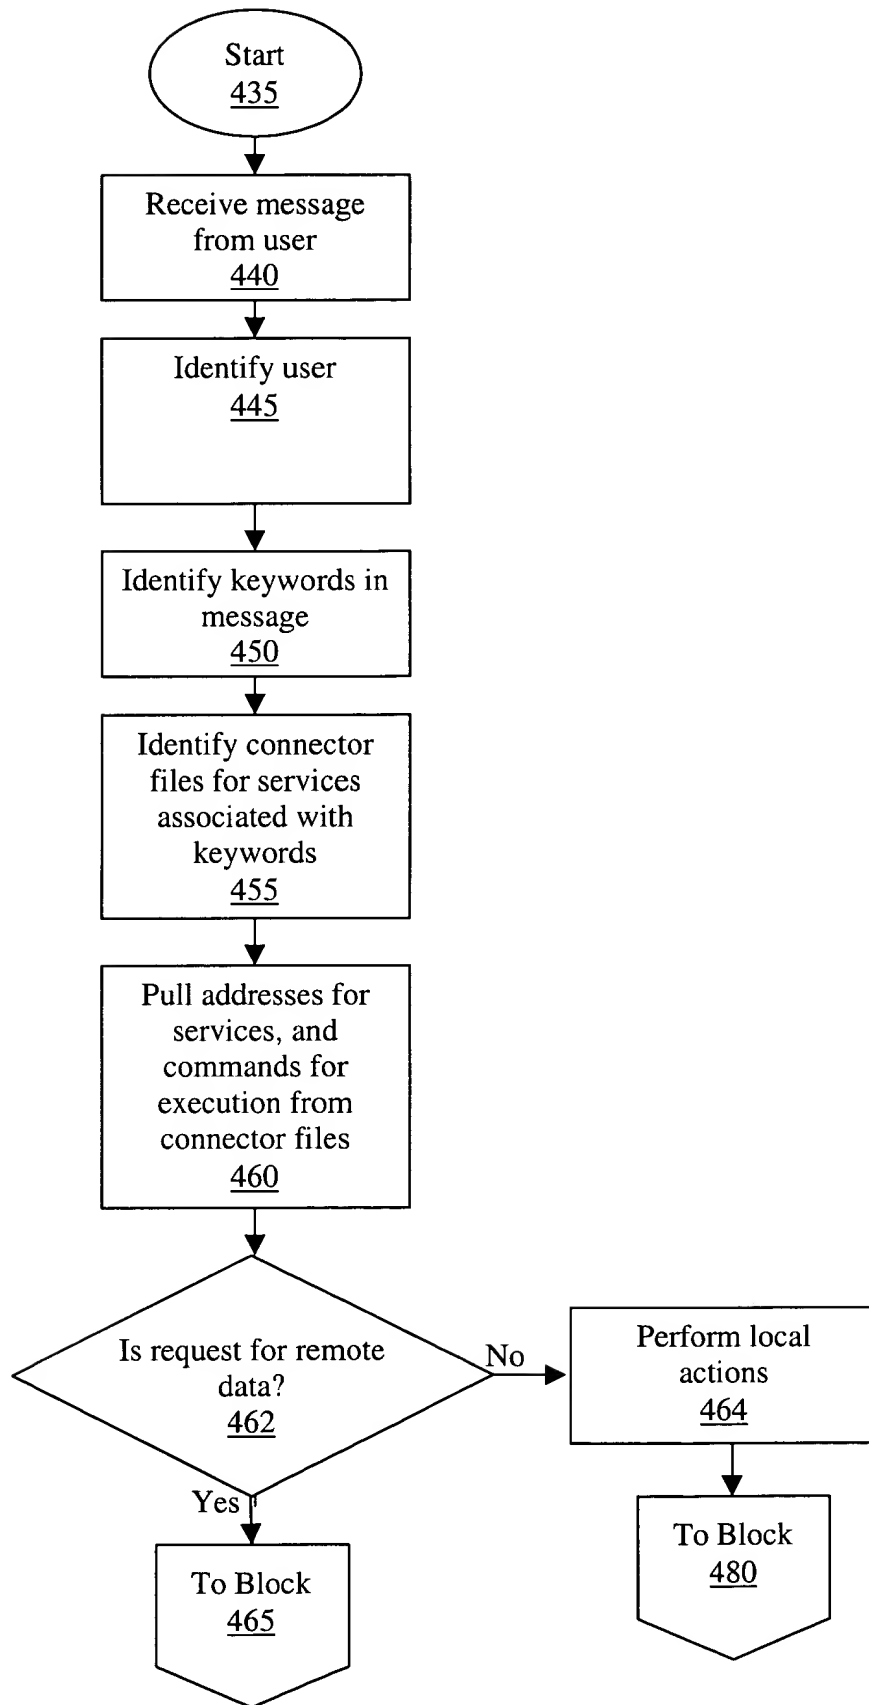 Start
435
Receive message
from user
440
Identify user
445
Identify keywords in
message
450
Identify connector
files for services
associated with
keywords
455
Pull addresses for
services, and
commands for
execution from
connector files
460
Is request for remote
data?
462
No
Perform local
actions
464
Yes
To Block
465
To Block
480